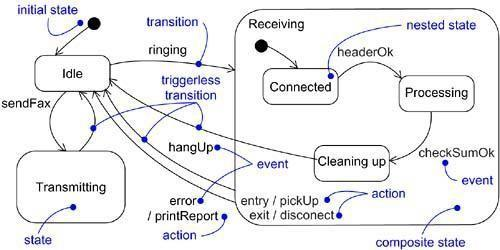 initial state
transition
Receiving
nested state
ringing
headerOk
Idle
triggerless
transition
Connected
Processing
sendFax
hangUp
Cleaning up
checkSumOk
event
event
Transmitting
error
/ printReport
entry / pickUp
exit / disconect
action
state
action
composite state